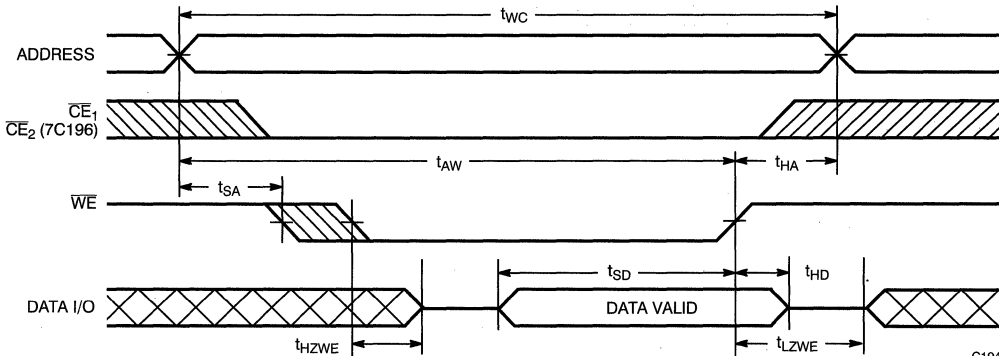 tWC
ADDRESS
CE1
CE2 (7C196)
tAW
tHA
tSA
WE
tSD
tHD
DATA I/O
DATA VALID
tHZWE
tLZWE